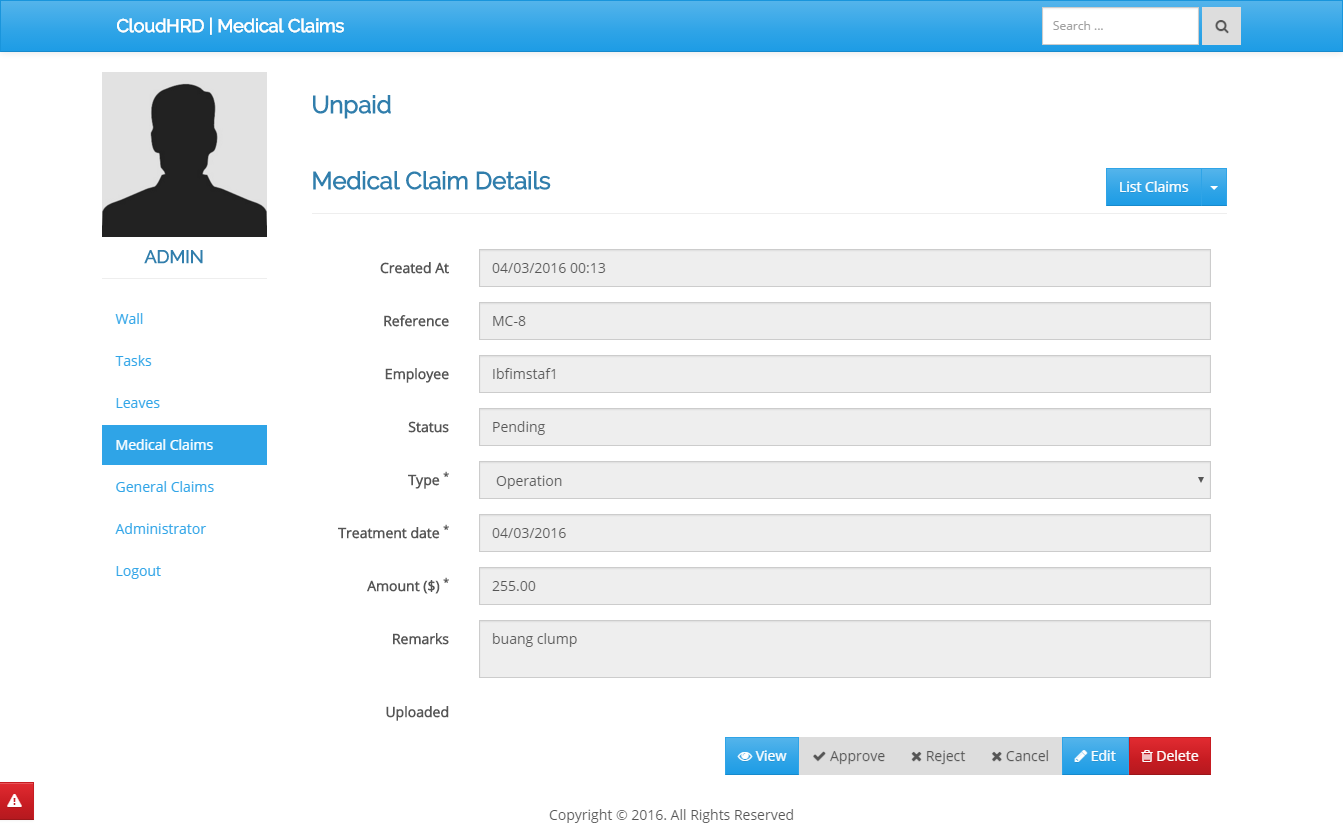 CloudHRD | Medical Claims
Search ...
ADMIN
Wall
Tasks
Leaves
Medical Claims
General Claims
Administrator
Logout
Unpaid
Medical Claim Details
List Claims
Created At 04/03/2016 00:13
Reference MC-8
Employee Ibfimstaf1
Status Pending
Type * Operation
Treatment date * 04/03/2016
Amount ($) * 255.00
Remarks buang clump
Uploaded
View Approve Reject Cancel Edit Delete
Copyright © 2016. All Rights Reserved